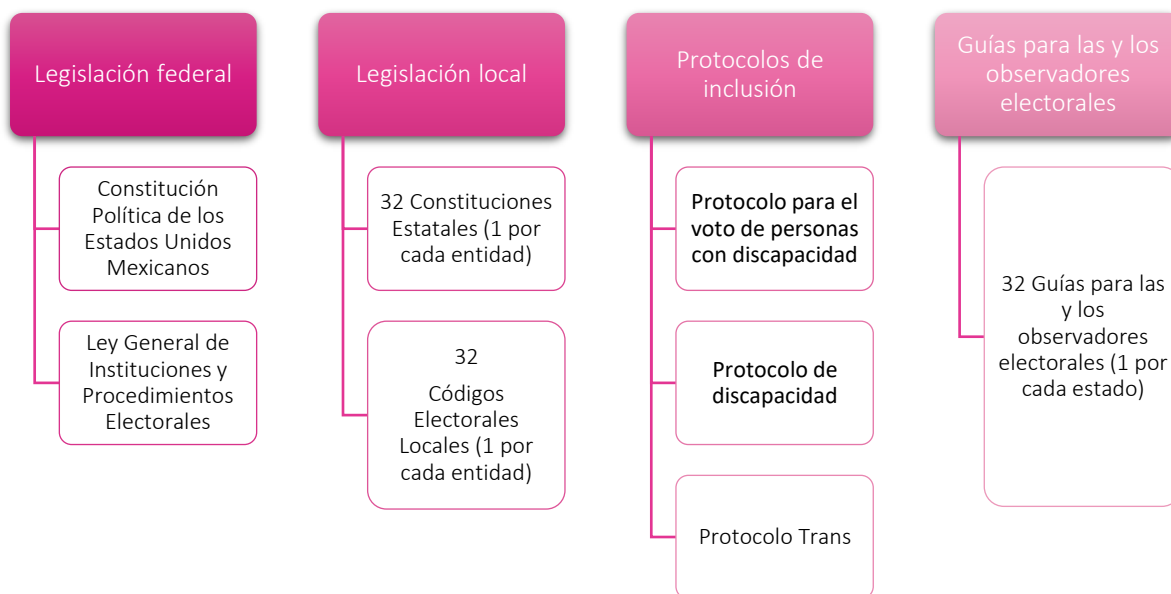 Legislación federal
Constitución
Política de los
Estados Unidos
Mexicanos
Ley General de
Instituciones y
Procedimientos
Electorales
Legislación local
32 Constituciones
Estatales (1 por
cada entidad)
32
Códigos
Electorales
Locales (1 por
cada entidad)
Protocolos de
inclusión
Protocolo para el
voto de personas
con discapacidad
Protocolo de
discapacidad
Protocolo Trans
Guías para las y los
observadores
electorales
32 Guías para las
y los
observadores
electorales (1 por
cada estado)